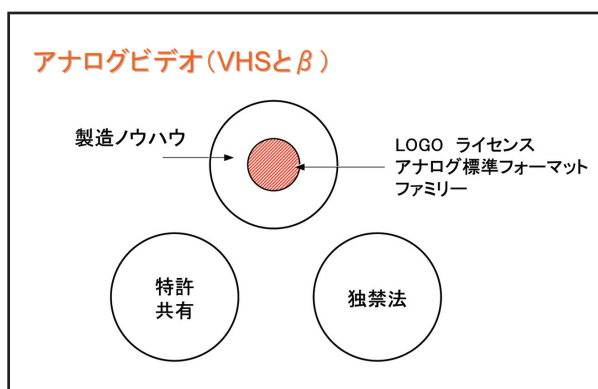 アナログビデオ（VHSとβ）
製造ノウハウ
LOGO ライセンス
アナログ標準フォーマット
ファミリー
特許
共有
独禁法